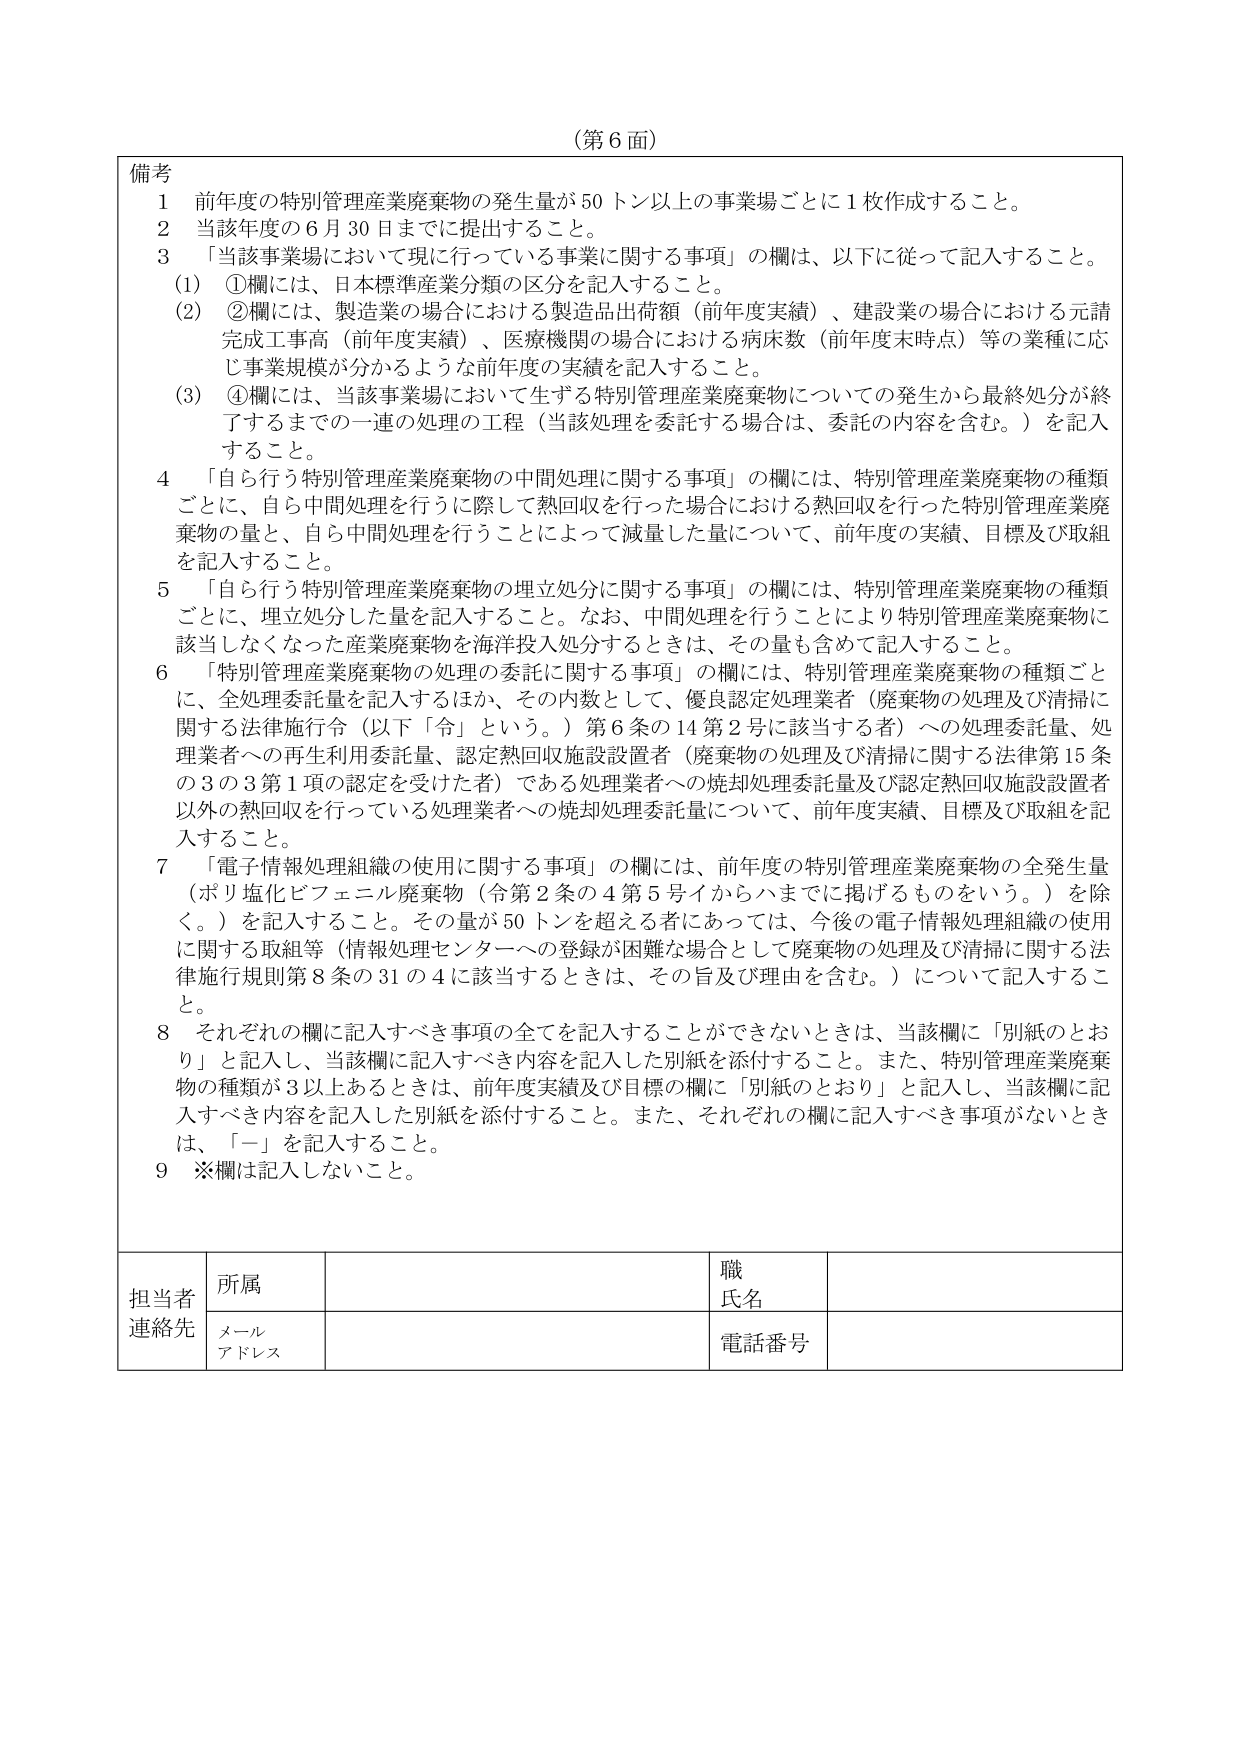 （第６面）
備考
１　前年度の特別管理産業廃棄物の発生量が 50 トン以上の事業場ごとに１枚作成すること。
２　当該年度の６月 30 日までに提出すること。
３　「当該事業場において現に行っている事業に関する事項」の欄は、以下に従って記入すること。
(1)　①欄には、日本標準産業分類の区分を記入すること。
(2)　②欄には、製造業の場合における製造品出荷額（前年度実績）、建設業の場合における元請
完成工事高（前年度実績）、医療機関の場合における病床数（前年度末時点）等の業種に応
じ事業規模が分かるような前年度の実績を記入すること。
(3)　④欄には、当該事業場において生ずる特別管理産業廃棄物についての発生から最終処分が終
了するまでの一連の処理の工程（当該処理を委託する場合は、委託の内容を含む。）を記入
すること。
４　「自ら行う特別管理産業廃棄物の中間処理に関する事項」の欄には、特別管理産業廃棄物の種類
ごとに、自ら中間処理を行うに際して熱回収を行った場合における熱回収を行った特別管理産業廃
棄物の量と、自ら中間処理を行うことによって減量した量について、前年度の実績、目標及び取組
を記入すること。
５　「自ら行う特別管理産業廃棄物の埋立処分に関する事項」の欄には、特別管理産業廃棄物の種類
ごとに、埋立処分した量を記入すること。なお、中間処理を行うことにより特別管理産業廃棄物に
該当しなくなった産業廃棄物を海洋投入処分するときは、その量も含めて記入すること。
６　「特別管理産業廃棄物の処理の委託に関する事項」の欄には、特別管理産業廃棄物の種類ごと
に、全処理委託量を記入するほか、その内数として、優良認定処理業者（廃棄物の処理及び清掃に
関する法律施行令（以下「令」という。）第６条の 14 第２号に該当する者）への処理委託量、処
理業者への再生利用委託量、認定熱回収施設設置者（廃棄物の処理及び清掃に関する法律第 15 条
の３の３第１項の認定を受けた者）である処理業者への焼却処理委託量及び認定熱回収施設設置者
以外の熱回収を行っている処理業者への焼却処理委託量について、前年度実績、目標及び取組を記
入すること。
７　「電子情報処理組織の使用に関する事項」の欄には、前年度の特別管理産業廃棄物の全発生量
（ポリ塩化ビフェニル廃棄物（令第２条の４第５号イからハまでに掲げるものをいう。）を除
く。）を記入すること。その量が 50 トンを超える者にあっては、今後の電子情報処理組織の使用
に関する取組等（情報処理センターへの登録が困難な場合として廃棄物の処理及び清掃に関する法
律施行規則第８条の 31 の４に該当するときは、その旨及び理由を含む。）について記入するこ
と。
８　それぞれの欄に記入すべき事項の全てを記入することができないときは、当該欄に「別紙のとお
り」と記入し、当該欄に記入すべき内容を記入した別紙を添付すること。また、特別管理産業廃棄
物の種類が３以上あるときは、前年度実績及び目標の欄に「別紙のとおり」と記入し、当該欄に記
入すべき内容を記入した別紙を添付すること。また、それぞれの欄に記入すべき事項がないとき
は、「－」を記入すること。
９　※欄は記入しないこと。
担当者
連絡先
所属
職
氏名
メール
アドレス
電話番号